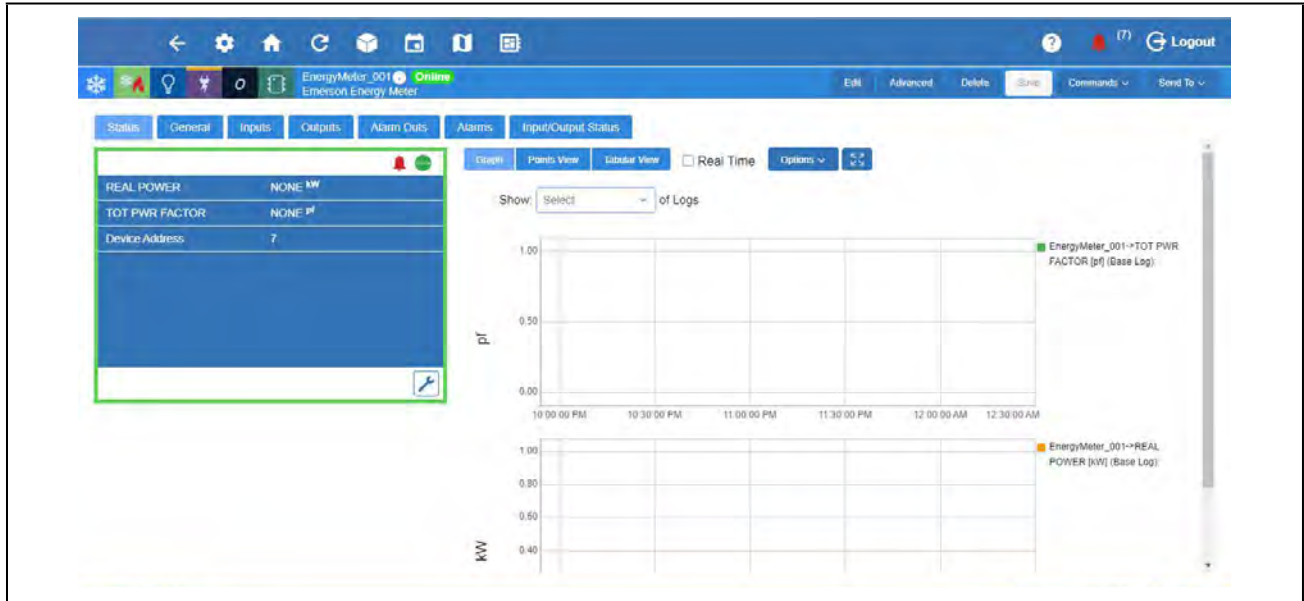 (7) Logout
EnergyMeter_001 Online
Emerson Energy Meter
Edit Advanced Delete Save Commands Send To
Status General Inputs Outputs Alarm Outs Alarms Input/Output Status
Graph Points View Tabular View Real Time Options
REAL POWER NONE kW
TOT PWR FACTOR NONE pf
Device Address 7
Show: Select of Logs
1.00
0.50
0.00
pf
10:00:00 PM 10:30:00 PM 11:00:00 PM 11:30:00 PM 12:00:00 AM 12:30:00 AM
EnergyMeter_001->TOT PWR
FACTOR [pf] (Base Log)
1.00
0.80
0.60
0.40
kW
EnergyMeter_001->REAL
POWER [kW] (Base Log)